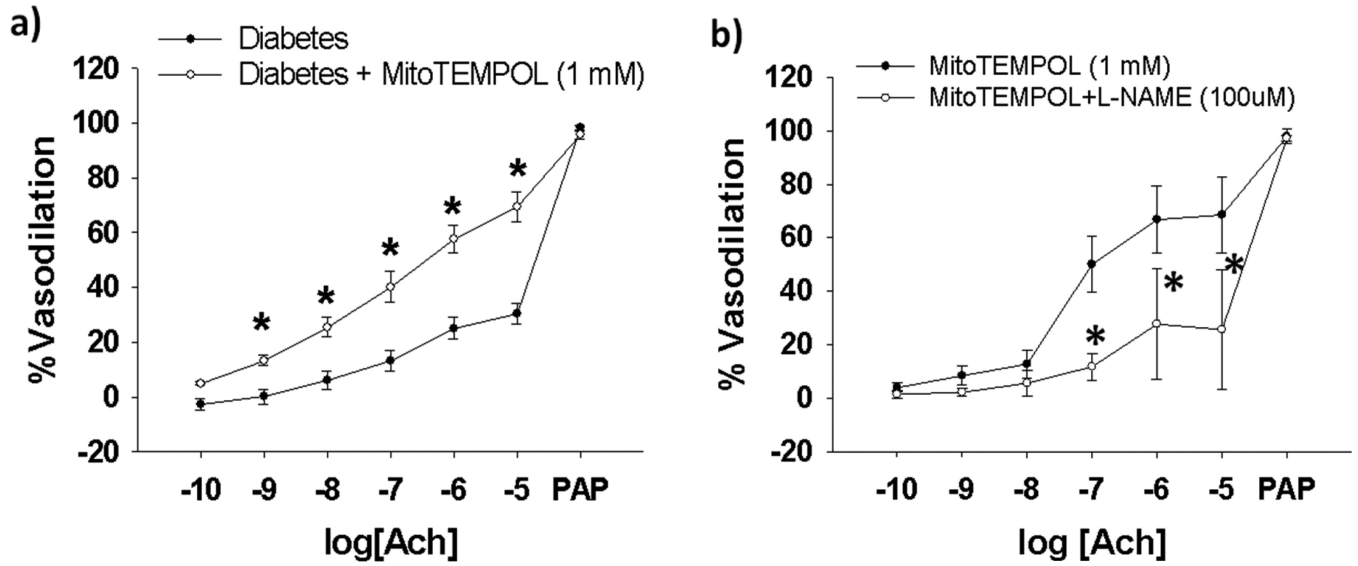 a)
Diabetes
Diabetes + MitoTEMPOL (1 mM)
120
100
80
60
40
20
0
-20
% Vasodilation
* * * * *
-10 -9 -8 -7 -6 -5 PAP
log[Ach]
b)
MitoTEMPOL (1 mM)
MitoTEMPOL+L-NAME (100uM)
120
100
80
60
40
20
0
-20
% Vasodilation
* * *
-10 -9 -8 -7 -6 -5 PAP
log [Ach]